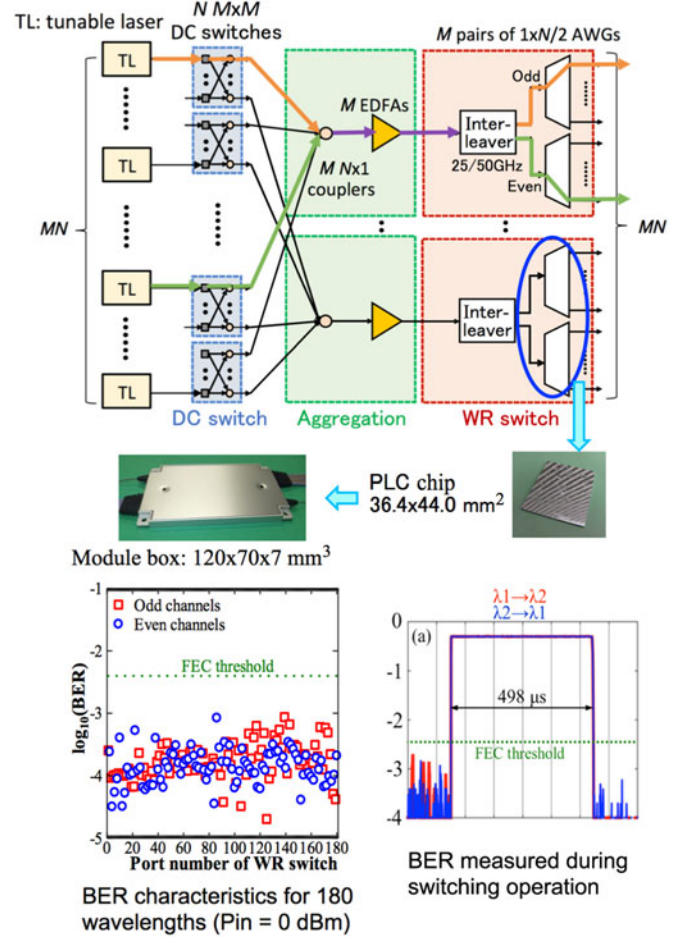 TL: tunable laser
N MxM
DC switches
M pairs of 1xN/2 AWGs
TL
TL
TL
TL
MN
M EDFAs
M Nx1
couplers
Inter-
leaver
25/50GHz
Odd
Even
MN
Inter-
leaver
DC switch
Aggregation
WR switch
PLC chip
36.4x44.0 mm2
Module box: 120x70x7 mm3
-1
-2
-3
-4
-5
log10(BER)
Odd channels
Even channels
FEC threshold
0 20 40 60 80 100 120 140 160 180
Port number of WR switch
BER characteristics for 180
wavelengths (Pin = 0 dBm)
λ1→λ2
λ2→λ1
0
-1
-2
-3
-4
(a)
498 μs
FEC threshold
BER measured during
switching operation